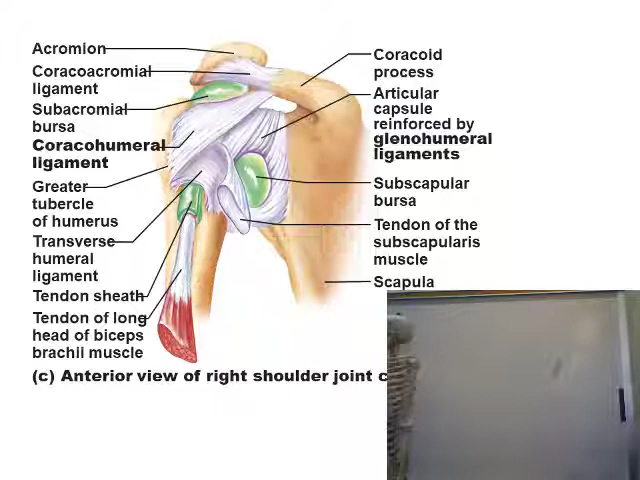 Acromion
Coracoacromial
ligament
Subacromial
bursa
Coracohumeral
ligament
Greater
tubercle
of humerus
Transverse
humeral
ligament
Tendon sheath
Tendon of long
head of biceps
brachii muscle
Coracoid
process
Articular
capsule
reinforced by
glenohumeral
ligaments
Subscapular
bursa
Tendon of the
subscapularis
muscle
Scapula
(c) Anterior view of right shoulder joint c